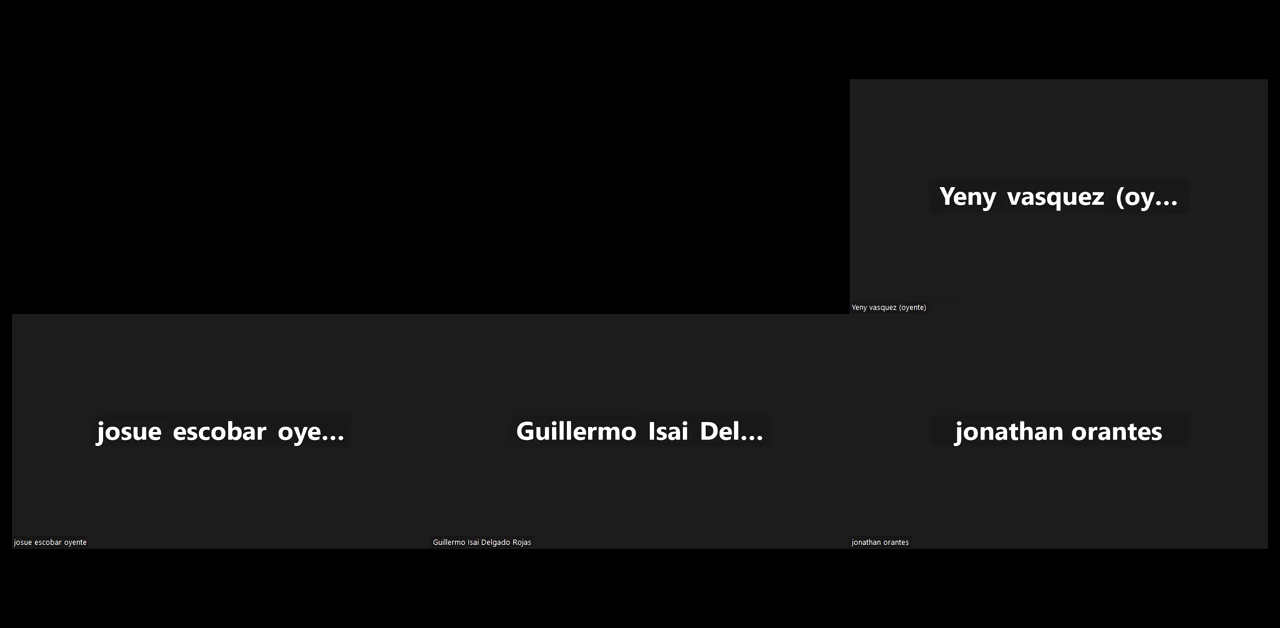 Yeny vasquez (oy...
Yeny vasquez (oyente)
josue escobar oye...
Guillermo Isai Del...
jonathan orantes
josue escobar oyente
Guillermo Isai Delgado Rojas
jonathan orantes